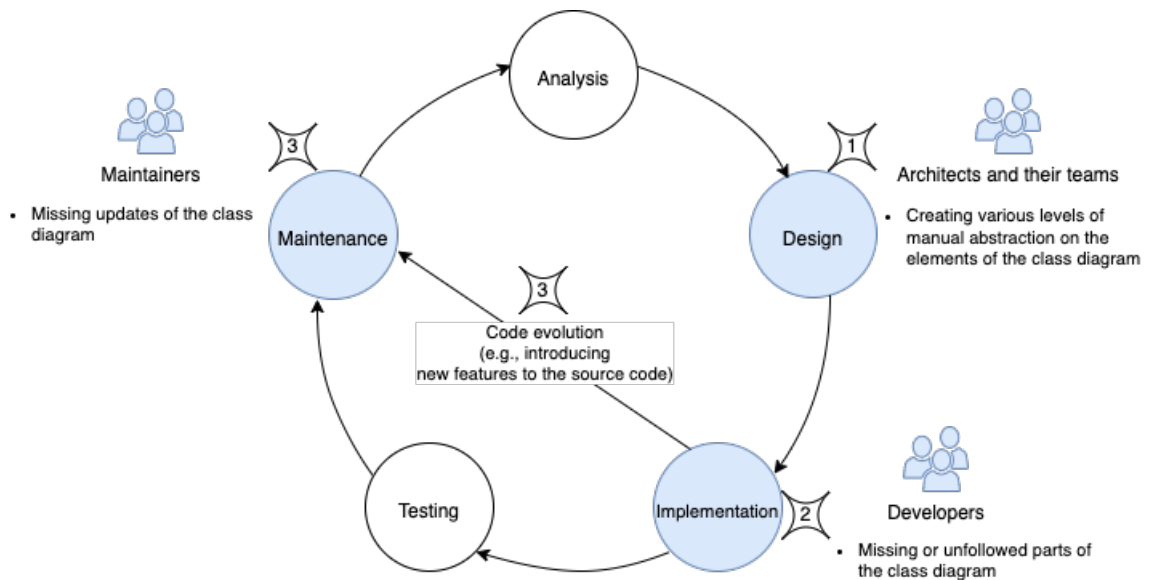 Analysis
Maintainers
• Missing updates of the class
diagram
3
Maintenance
1
Architects and their teams
• Creating various levels of
manual abstraction on the
elements of the class diagram
Design
3
Code evolution
(e.g., introducing
new features to the source code)
Testing
Implementation
2
Developers
• Missing or unfollowed parts of
the class diagram